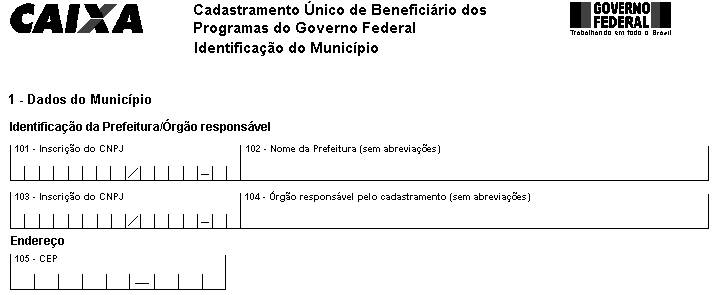 CAIXA
Cadastramento Único de Beneficiário dos
Programas do Governo Federal
Identificação do Município
GOVERNO
FEDERAL
Trabalhando em todo o Brasil
1 - Dados do Município
Identificação da Prefeitura/Órgão responsável
101 - Inscrição do CNPJ
102 - Nome da Prefeitura (sem abreviações)
103 - Inscrição do CNPJ
104 - Órgão responsável pelo cadastramento (sem abreviações)
Endereço
105 - CEP